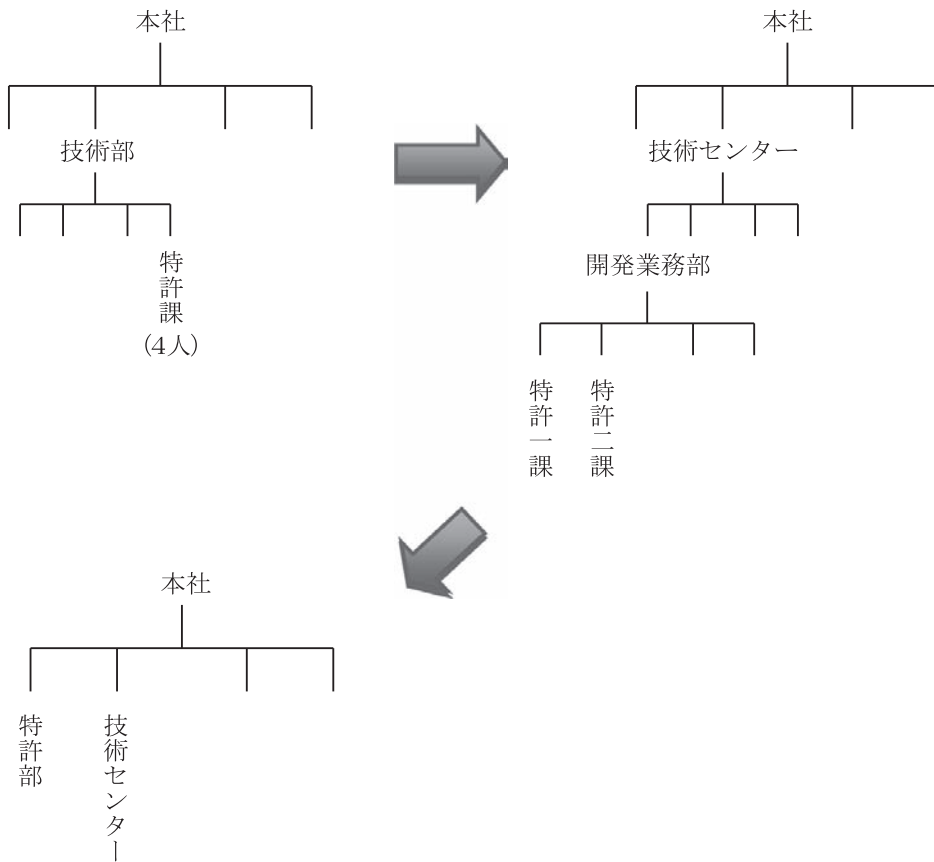 本社
技術部
特許課
(4人)
本社
技術センター
開発業務部
特許一課
特許二課
本社
特許部
技術センター